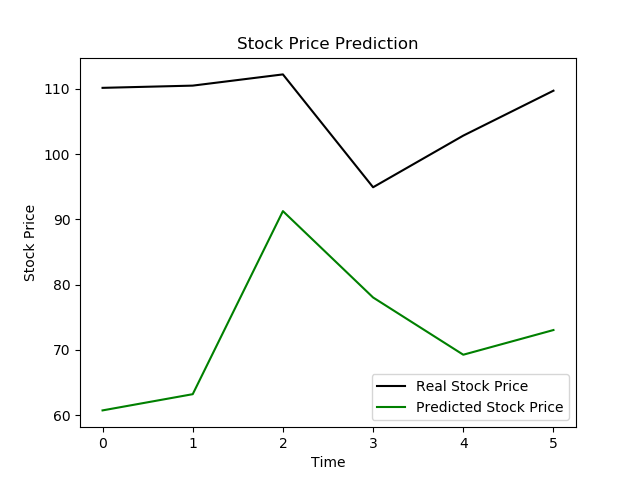 Stock Price Prediction
110
100
90
80
70
60
Stock Price
0 1 2 3 4 5
Time
Real Stock Price
Predicted Stock Price